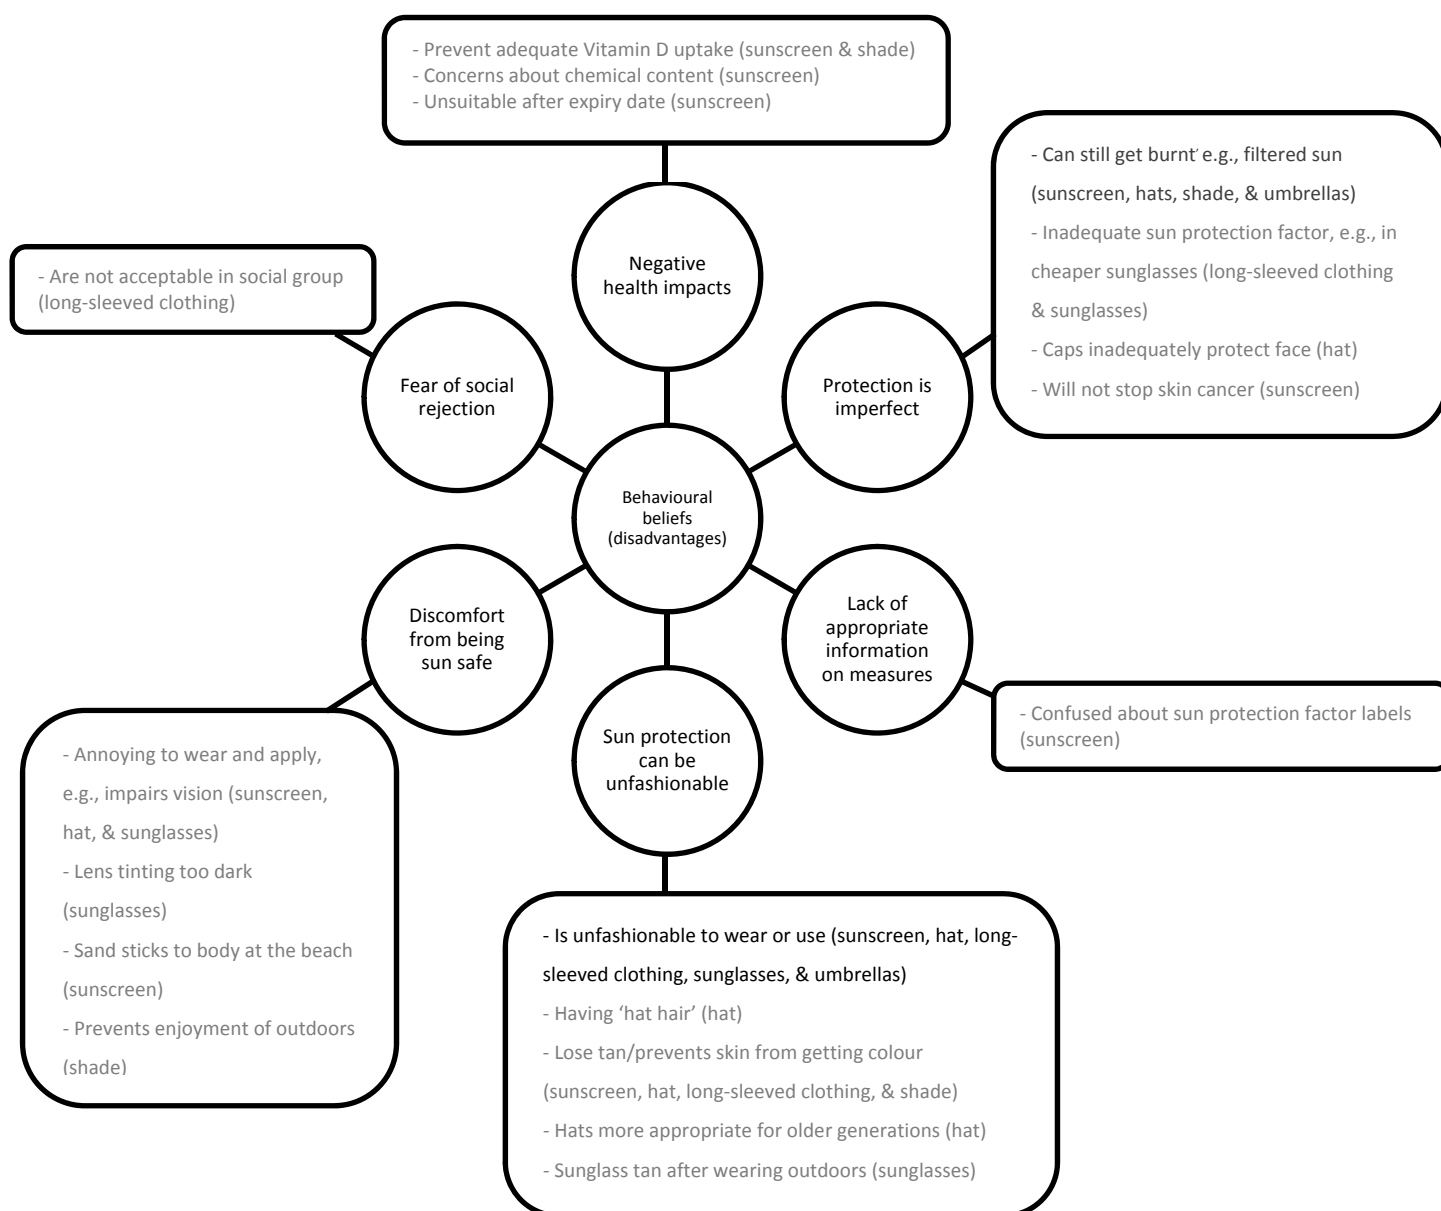 - Prevent adequate Vitamin D uptake (sunscreen & shade)
- Concerns about chemical content (sunscreen)
- Unsuitable after expiry date (sunscreen)
- Can still get burnt e.g., filtered sun
(sunscreen, hats, shade, & umbrellas)
- Inadequate sun protection factor, e.g., in
cheaper sunglasses (long-sleeved clothing
& sunglasses)
- Caps inadequately protect face (hat)
- Will not stop skin cancer (sunscreen)
- Are not acceptable in social group
(long-sleeved clothing)
Negative
health impacts
Fear of social
rejection
Protection is
imperfect
Behavioural
beliefs
(disadvantages)
Discomfort
from being
sun safe
Lack of
appropriate
information
on measures
Sun protection
can be
unfashionable
- Confused about sun protection factor labels
(sunscreen)
- Annoying to wear and apply,
e.g., impairs vision (sunscreen,
hat, & sunglasses)
- Lens tinting too dark
(sunglasses)
- Sand sticks to body at the beach
(sunscreen)
- Prevents enjoyment of outdoors
(shade)
- Is unfashionable to wear or use (sunscreen, hat, long-
sleeved clothing, sunglasses, & umbrellas)
- Having ‘hat hair’ (hat)
- Lose tan/prevents skin from getting colour
(sunscreen, hat, long-sleeved clothing, & shade)
- Hats more appropriate for older generations (hat)
- Sunglass tan after wearing outdoors (sunglasses)